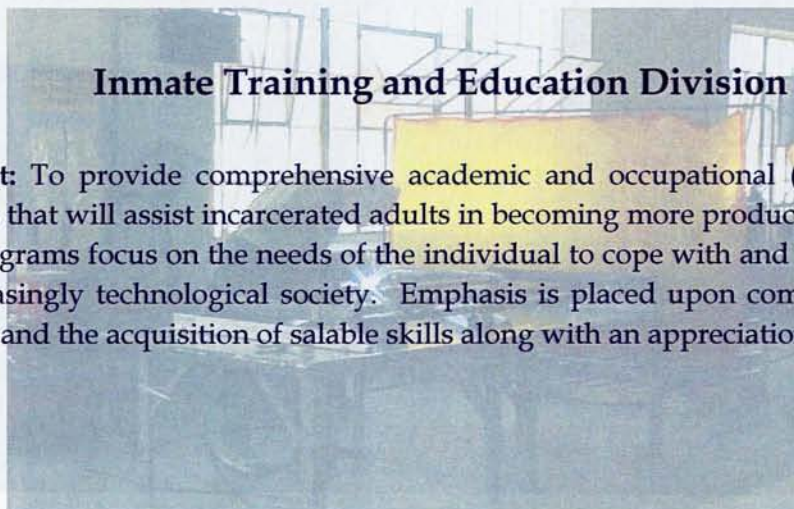 Inmate Training and Education Division
t: To provide comprehensive academic and occupational (
that will assist incarcerated adults in becoming more produc
grams focus on the needs of the individual to cope with and
asingly technological society. Emphasis is placed upon com
and the acquisition of salable skills along with an appreciatio